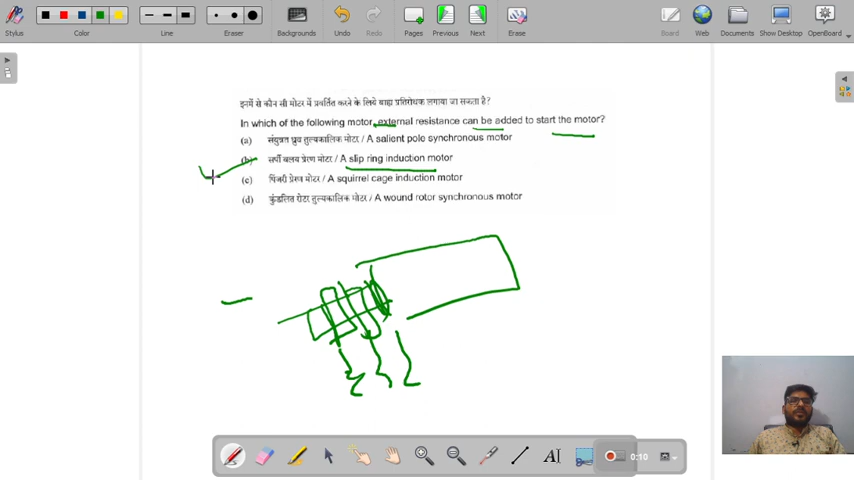 Stylus
Color
Line
Eraser
Backgrounds
Undo
Redo
Pages
Previous
Next
Erase
Board
Web
Documents
Show Desktop
OpenBoard
इनमें से कौन सी मोटर में प्रवर्तित करने के लिये बाह्य प्रतिरोधक लगाया जा सकता है?
In which of the following motor external resistance can be added to start the motor?
(a) संयुक्त ध्रुव तुल्यकालिक मोटर / A salient pole synchronous motor
(b) सर्पी वलय प्रेरण मोटर / A slip ring induction motor
(c) पिंजरी प्रेरण मोटर / A squirrel cage induction motor
(d) कुंडलित रोटर तुल्यकालिक मोटर / A wound rotor synchronous motor
0:10